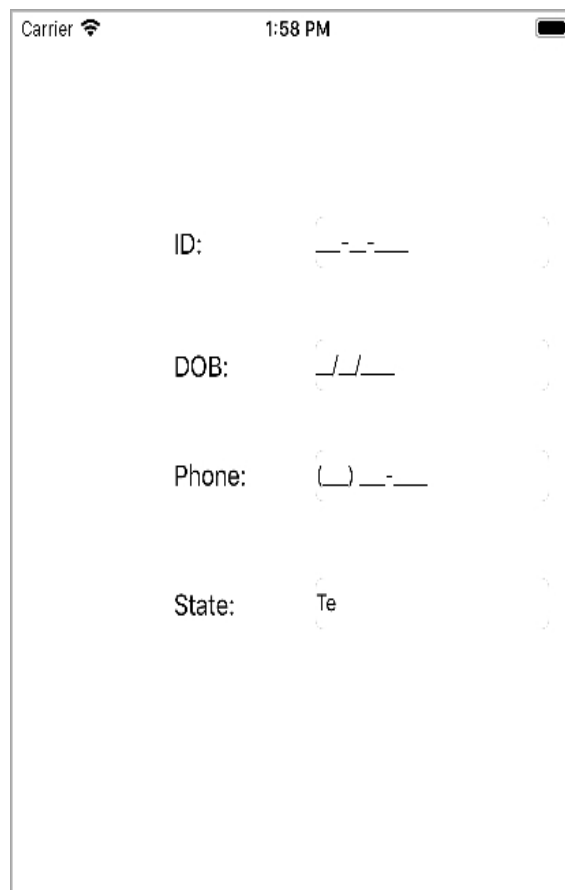 Carrier 1:58 PM
ID: __-_-___
DOB: _/_/___
Phone: (__) __-___
State: Te